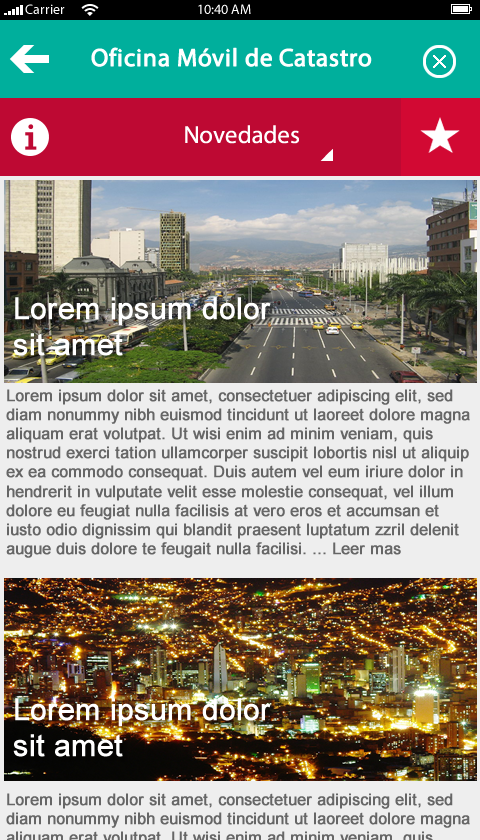 Carrier 10:40 AM
Oficina Móvil de Catastro
Novedades
Lorem ipsum dolor
sit amet
Lorem ipsum dolor sit amet, consectetuer adipiscing elit, sed
diam nonummy nibh euismod tincidunt ut laoreet dolore magna
aliquam erat volutpat. Ut wisi enim ad minim veniam, quis
nostrud exerci tation ullamcorper suscipit lobortis nisl ut aliquip
ex ea commodo consequat. Duis autem vel eum iriure dolor in
hendrerit in vulputate velit esse molestie consequat, vel illum
dolore eu feugiat nulla facilisis at vero eros et accumsan et
iusto odio dignissim qui blandit praesent luptatum zzril delenit
augue duis dolore te feugait nulla facilisi. ... Leer mas
Lorem ipsum dolor
sit amet
Lorem ipsum dolor sit amet, consectetuer adipiscing elit, sed
diam nonummy nibh euismod tincidunt ut laoreet dolore magna
aliquam erat volutpat. Ut wisi enim ad minim veniam, quis